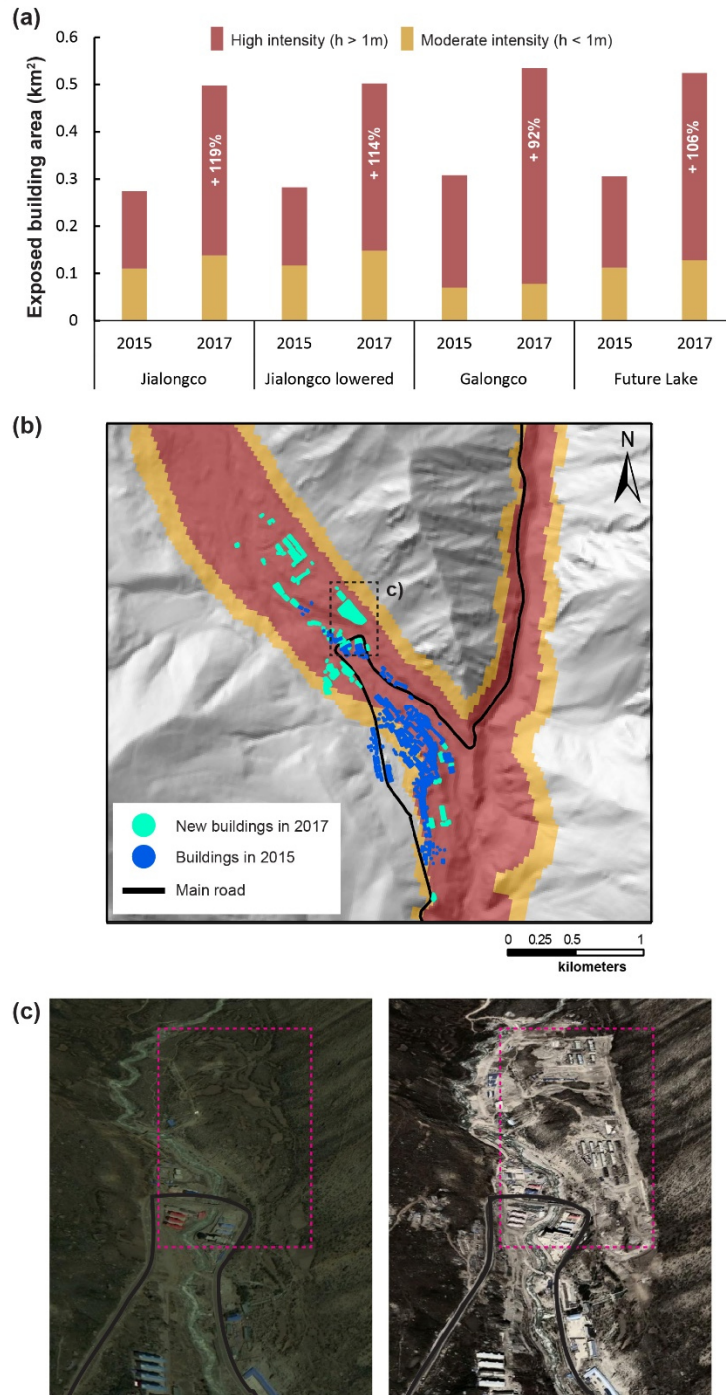 (a)
0.6
High intensity (h > 1m)
Moderate intensity (h < 1m)
Exposed building area (km²)
0.5
0.4
0.3
0.2
0.1
0
+ 119%
+ 114%
+ 92%
+ 106%
2015
2017
2015
2017
2015
2017
2015
2017
Jialongco
Jialongco lowered
Galongco
Future Lake
(b)
N
c)
New buildings in 2017
Buildings in 2015
Main road
0 0.25 0.5 1
kilometers
(c)